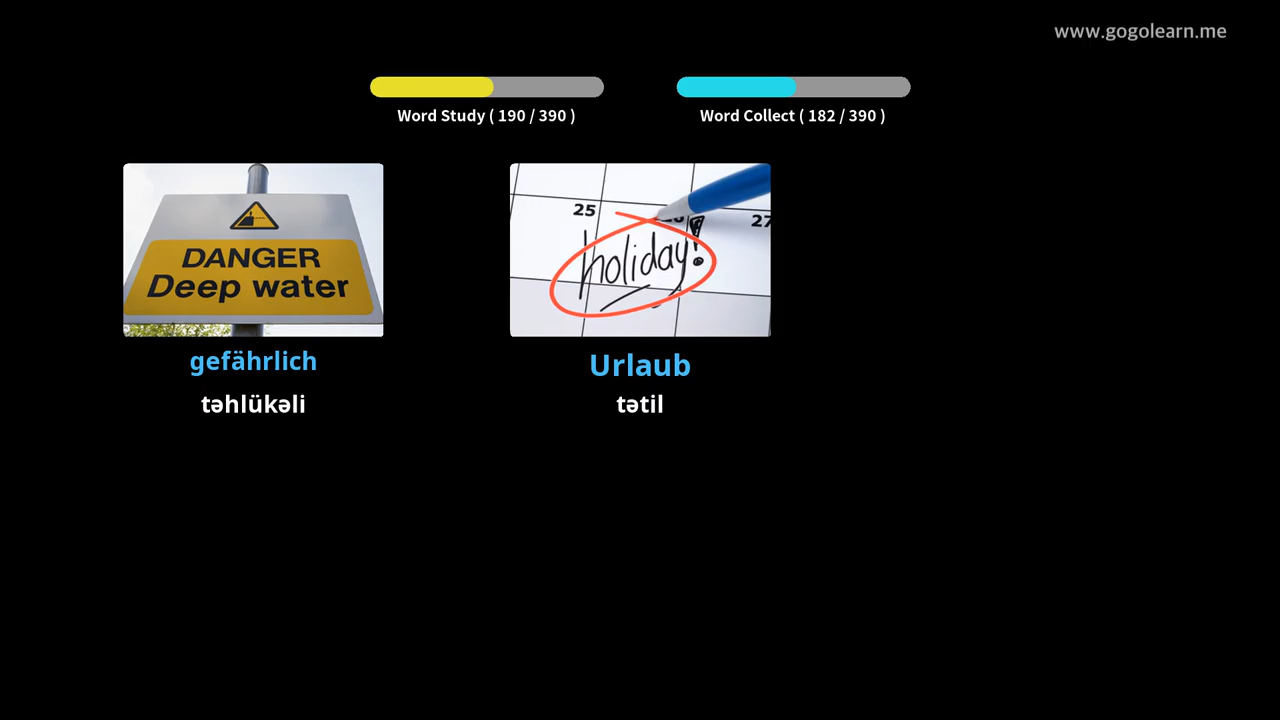 www.gogolearn.me
Word Study ( 190 / 390 )
Word Collect ( 182 / 390 )
DANGER
Deep water
25
27
holiday!
gefährlich
Urlaub
təhlükəli
tətil